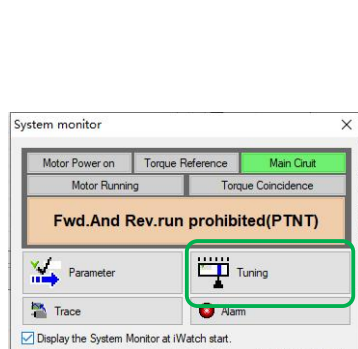 System monitor
Motor Power on Torque Reference Main Ciruit
Motor Running Torque Coincidence
Fwd.And Rev.run prohibited(PTNT)
Parameter Tuning
Trace Alarm
Display the System Monitor at iWatch start.